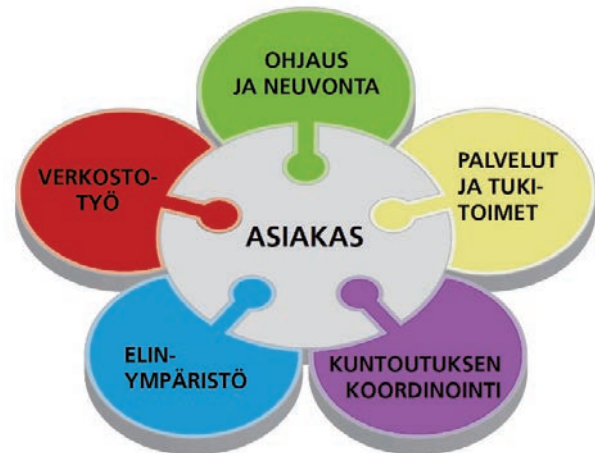 OHJAUS
JA NEUVONTA
PALVELUT
JA TUKI-
TOIMET
KUNTOUTUKSEN
KOORDINOINTI
ELIN-
YMPÄRISTÖ
VERKOSTO-
TYÖ
ASIAKAS